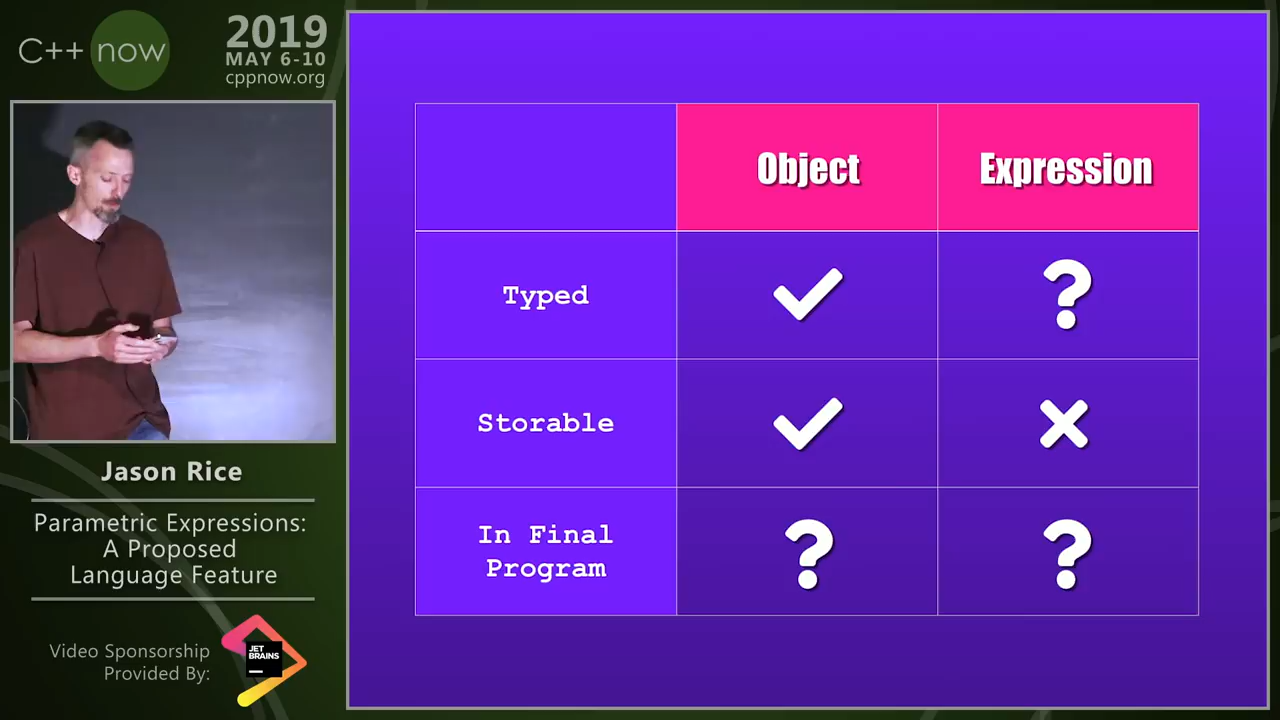 C++ now
2019
MAY 6-10
cppnow.org
Jason Rice
Parametric Expressions:
A Proposed
Language Feature
Video Sponsorship
Provided By:
JET
BRAINS
Object
Expression
Typed
?
Storable
In Final
Program
?
?